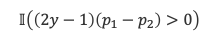 𝕀((2𝑦 − 1)(𝑝₁ − 𝑝₂) > 0)